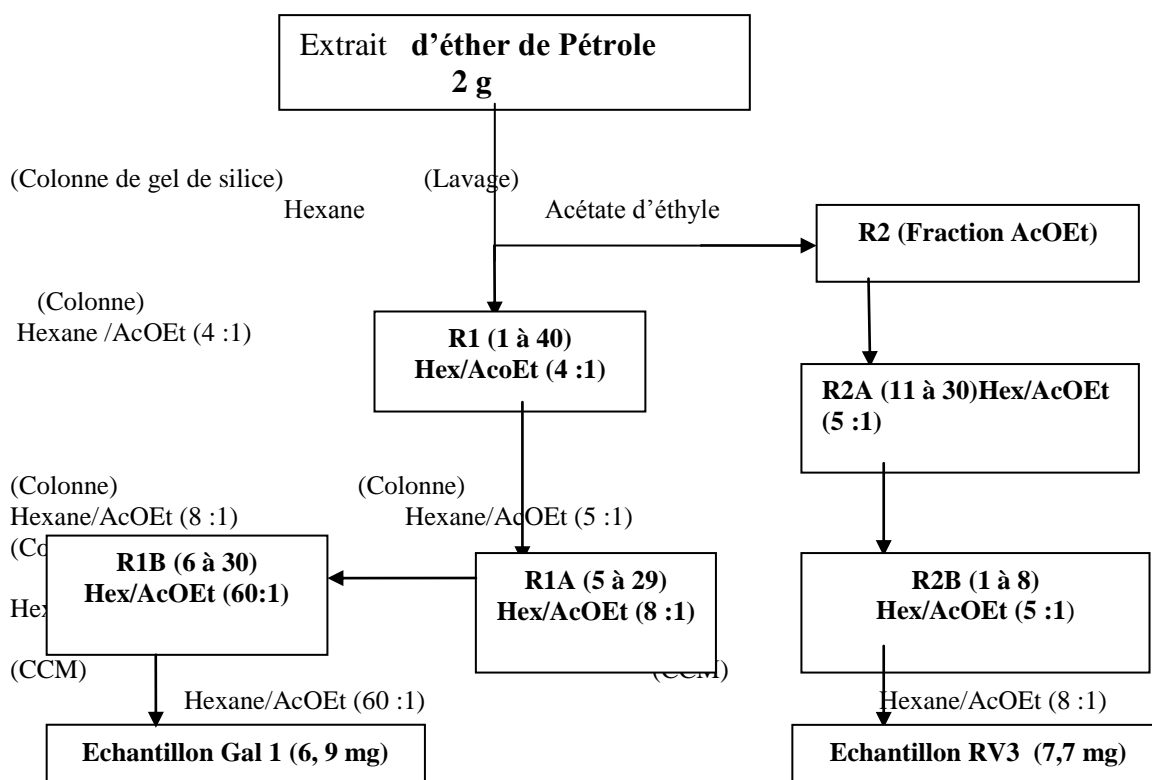 Extrait d'éther de Pétrole
2 g
(Colonne de gel de silice) (Lavage)
Hexane Acétate d'éthyle
R2 (Fraction AcOEt)
(Colonne)
Hexane /AcOEt (4 :1)
R1 (1 à 40)
Hex/AcoEt (4 :1)
R2A (11 à 30)Hex/AcOEt
(5 :1)
(Colonne) (Colonne)
Hexane/AcOEt (8 :1) Hexane/AcOEt (5 :1)
R1B (6 à 30)
Hex/AcOEt (60:1)
R1A (5 à 29)
Hex/AcOEt (8 :1)
R2B (1 à 8)
Hex/AcOEt (5 :1)
(CCM)
Hexane/AcOEt (60 :1) Hexane/AcOEt (8 :1)
Echantillon Gal 1 (6, 9 mg) Echantillon RV3 (7,7 mg)